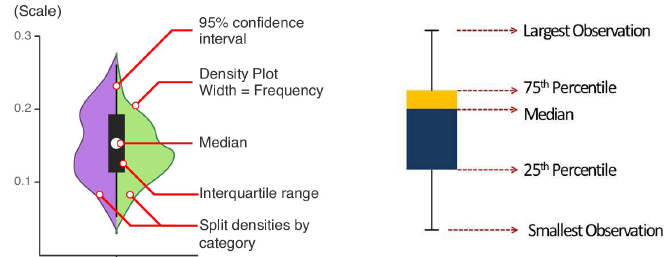 (Scale)
0.3
0.2
0.1
95% confidence
interval
Density Plot
Width = Frequency
Median
Interquartile range
Split densities by
category
Largest Observation
75th Percentile
Median
25th Percentile
Smallest Observation